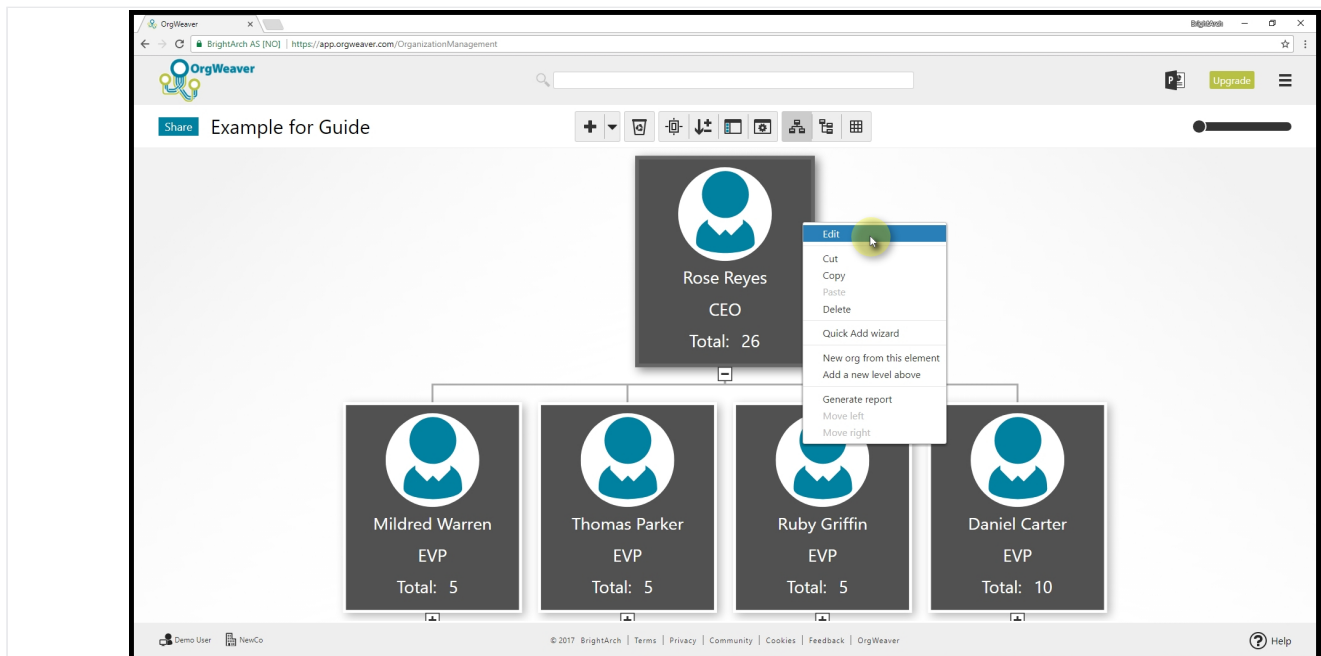 OrgWeaver
BrightArch
BrightArch AS [NO] | https://app.orgweaver.com/OrganizationManagement
OrgWeaver
Upgrade
Share Example for Guide
Rose Reyes
CEO
Total: 26
Edit
Cut
Copy
Paste
Delete
Quick Add wizard
New org from this element
Add a new level above
Generate report
Move left
Move right
Mildred Warren
EVP
Total: 5
Thomas Parker
EVP
Total: 5
Ruby Griffin
EVP
Total: 5
Daniel Carter
EVP
Total: 10
Demo User NewCo
© 2017 BrightArch | Terms | Privacy | Community | Cookies | Feedback | OrgWeaver
Help